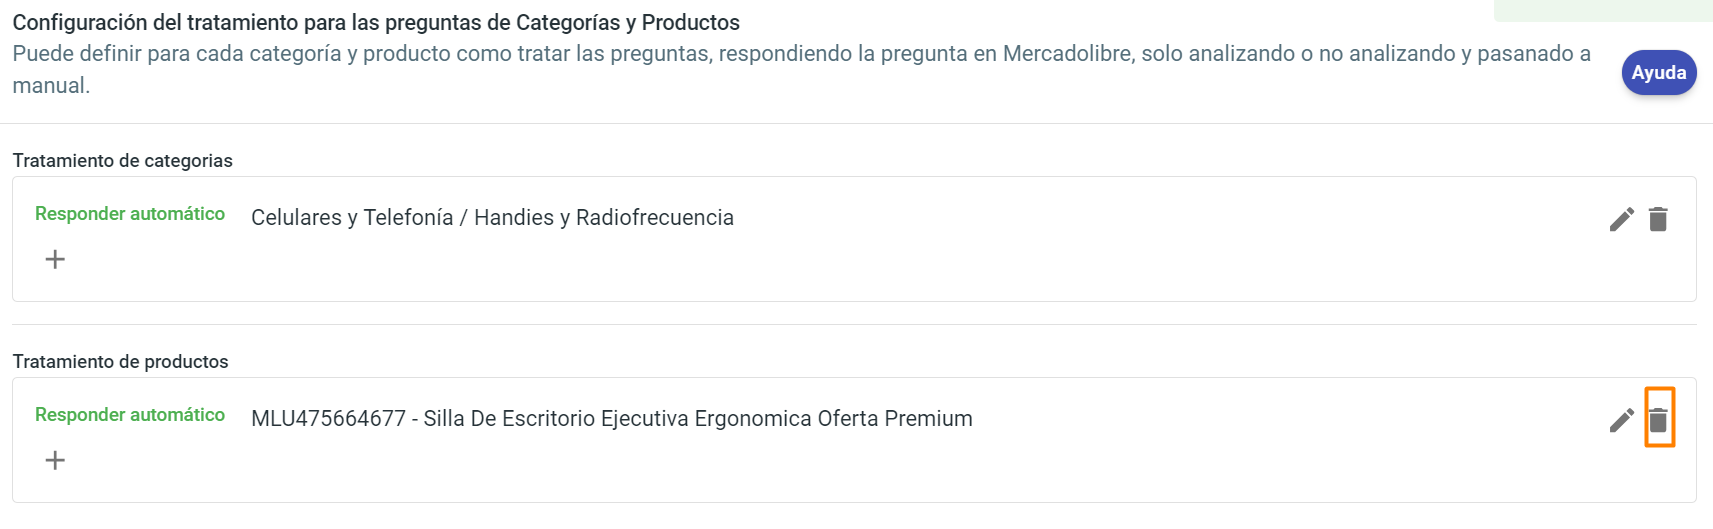 Configuración del tratamiento para las preguntas de Categorías y Productos
Puede definir para cada categoría y producto como tratar las preguntas, respondiendo la pregunta en Mercadolibre, solo analizando o no analizando y pasanado a
manual.
Ayuda
Tratamiento de categorias
Responder automático Celulares y Telefonía / Handies y Radiofrecuencia
Tratamiento de productos
Responder automático MLU475664677 - Silla De Escritorio Ejecutiva Ergonomica Oferta Premium